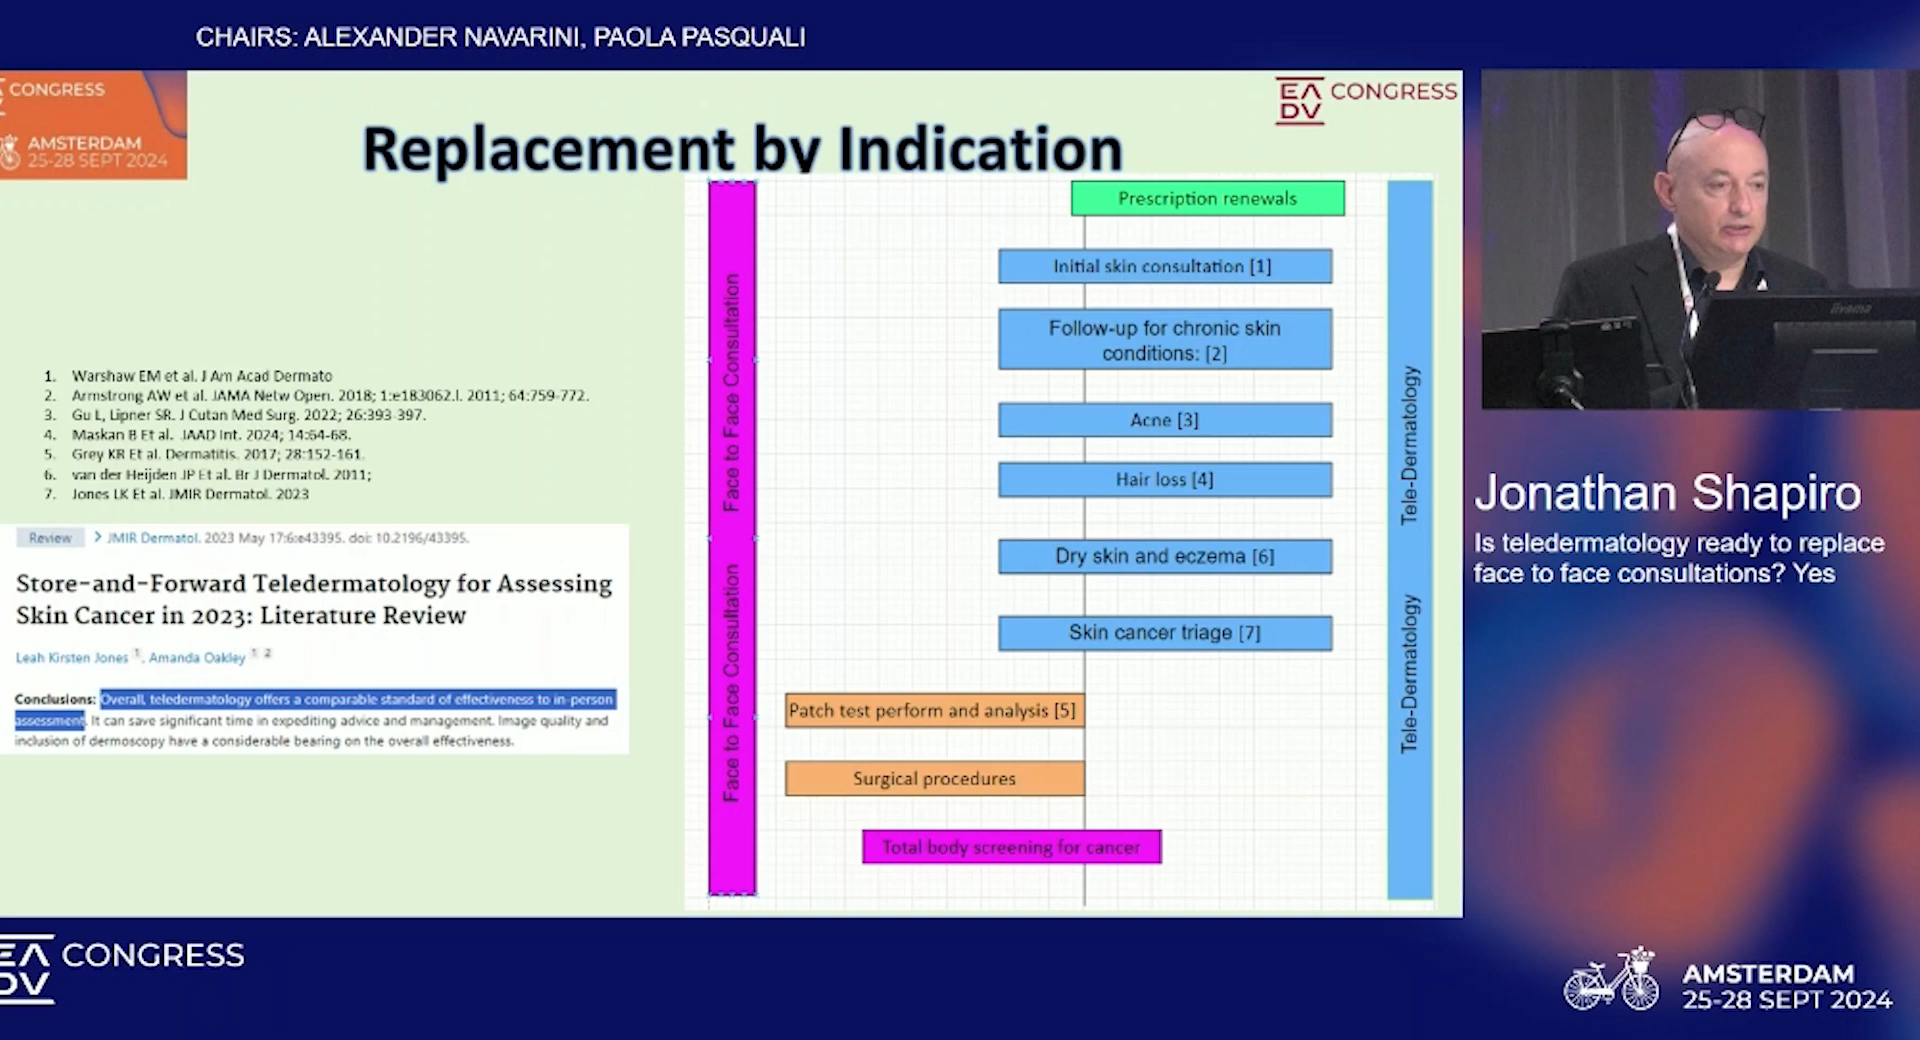 CHAIRS: ALEXANDER NAVARINI, PAOLA PASQUALI
CONGRESS
AMSTERDAM
25-28 SEPT 2024
EADV CONGRESS
Replacement by Indication
Prescription renewals
Initial skin consultation [1]
Follow-up for chronic skin
conditions: [2]
Acne [3]
Hair loss [4]
Dry skin and eczema [6]
Skin cancer triage [7]
Patch test perform and analysis [5]
Surgical procedures
Total body screening for cancer
Face to Face Consultation
Face to Face Consultation
Tele-Dermatology
Tele-Dermatology
1. Warshaw EM et al. J Am Acad Dermato
2. Armstrong AW et al. JAMA Netw Open. 2018; 1:e183062.l. 2011; 64:759-772.
3. Gu L, Lipner SR. J Cutan Med Surg. 2022; 26:393-397.
4. Maskan B Et al. JAAD Int. 2024; 14:64-68.
5. Grey KR Et al. Dermatitis. 2017; 28:152-161.
6. van der Heijden JP Et al. Br J Dermatol. 2011;
7. Jones LK Et al. JMIR Dermatol. 2023
Review > JMIR Dermatol. 2023 May 17:6:e43395. doi: 10.2196/43395.
Store-and-Forward Teledermatology for Assessing
Skin Cancer in 2023: Literature Review
Leah Kirsten Jones 1, Amanda Oakley 1 2
Conclusions: Overall, teledermatology offers a comparable standard of effectiveness to in-person
assessment. It can save significant time in expediting advice and management. Image quality and
inclusion of dermoscopy have a considerable bearing on the overall effectiveness.
iiyama
Jonathan Shapiro
Is teledermatology ready to replace
face to face consultations? Yes
EADV CONGRESS
AMSTERDAM
25-28 SEPT 2024